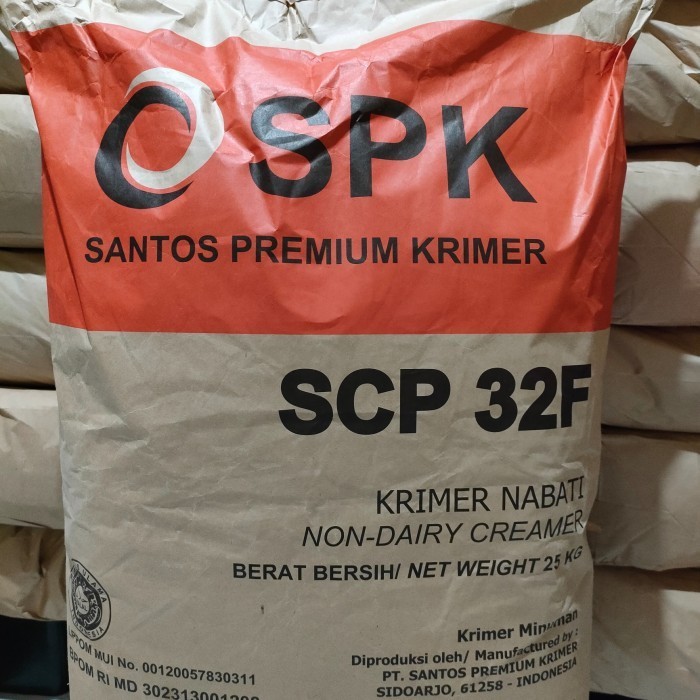 SPK
SANTOS PREMIUM KRIMER
SCP 32F
KRIMER NABATI
NON-DAIRY CREAMER
BERAT BERSIH/ NET WEIGHT 25 KG
Krimer Minuman
Diproduksi oleh/ Manufactured by :
PT. SANTOS PREMIUM KRIMER
SIDOARJO, 61258 - INDONESIA
LPPOM MUI No. 00120057830311
BPOM RI MD